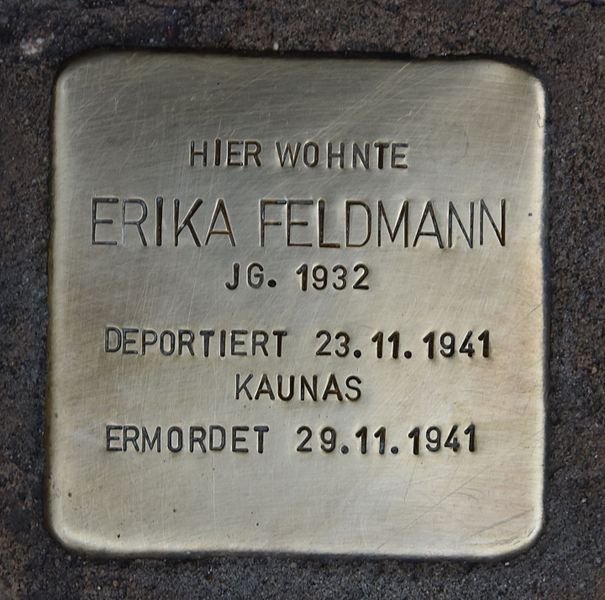 HIER WOHNTE
ERIKA FELDMANN
JG. 1932
DEPORTIERT 23.11.1941
KAUNAS
ERMORDET 29.11.1941